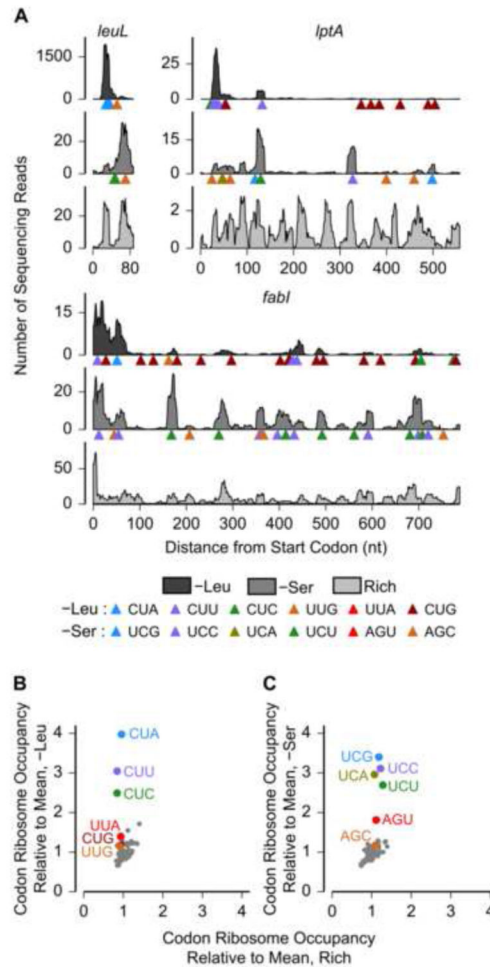 A
leuL
lptA
1500
0
25
0
20
0
20
0
20
0
2
0
0 80
0 100 200 300 400 500
Number of Sequencing Reads
fabI
15
0
20
0
50
0
0 100 200 300 400 500 600 700
Distance from Start Codon (nt)
−Leu −Ser Rich
−Leu : CUA CUU CUC UUG UUA CUG
−Ser : UCG UCC UCA UCU AGU AGC
B
Codon Ribosome Occupancy
Relative to Mean, −Leu
4
3
2
1
0
CUA
CUU
CUC
UUA
CUG
UUG
0 1 2 3 4
C
Codon Ribosome Occupancy
Relative to Mean, −Ser
4
3
2
1
0
UCG
UCC
UCA
UCU
AGU
AGC
0 1 2 3 4
Codon Ribosome Occupancy
Relative to Mean, Rich